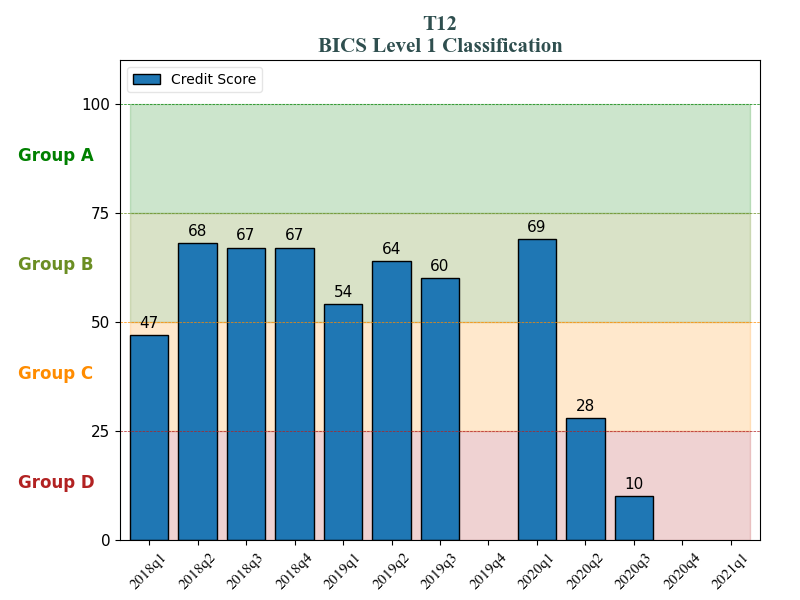 T12
BICS Level 1 Classification
Credit Score
100
75
50
25
0
Group A
Group B
Group C
Group D
47
68
67
67
54
64
60
69
28
10
2018q1
2018q2
2018q3
2018q4
2019q1
2019q2
2019q3
2019q4
2020q1
2020q2
2020q3
2020q4
2021q1